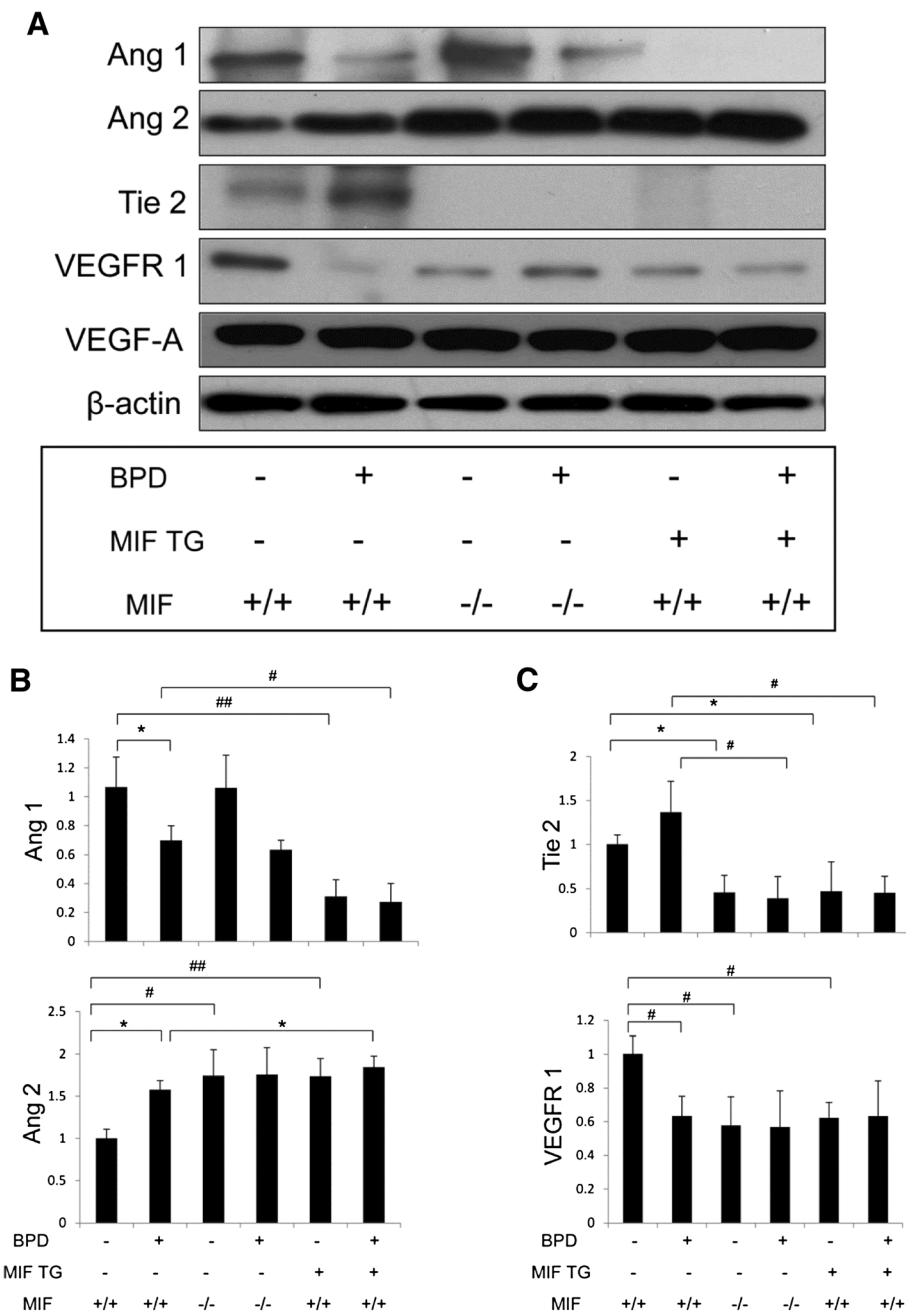 A
Ang 1
Ang 2
Tie 2
VEGFR 1
VEGF-A
β-actin
BPD - + - + - +
MIF TG - - - - + +
MIF +/+ +/+ -/- -/- +/+ +/+
B
#
##
*
1.4
1.2
1
0.8
0.6
0.4
0.2
0
Ang 1
##
#
* *
2.5
2
1.5
1
0.5
0
Ang 2
BPD - + - + - +
MIF TG - - - - + +
MIF +/+ +/+ -/- -/- +/+ +/+
C
#
*
*
#
2
1.5
1
0.5
0
Tie 2
#
#
#
1.2
1
0.8
0.6
0.4
0.2
0
VEGFR 1
BPD - + - + - +
MIF TG - - - - + +
MIF +/+ +/+ -/- -/- +/+ +/+